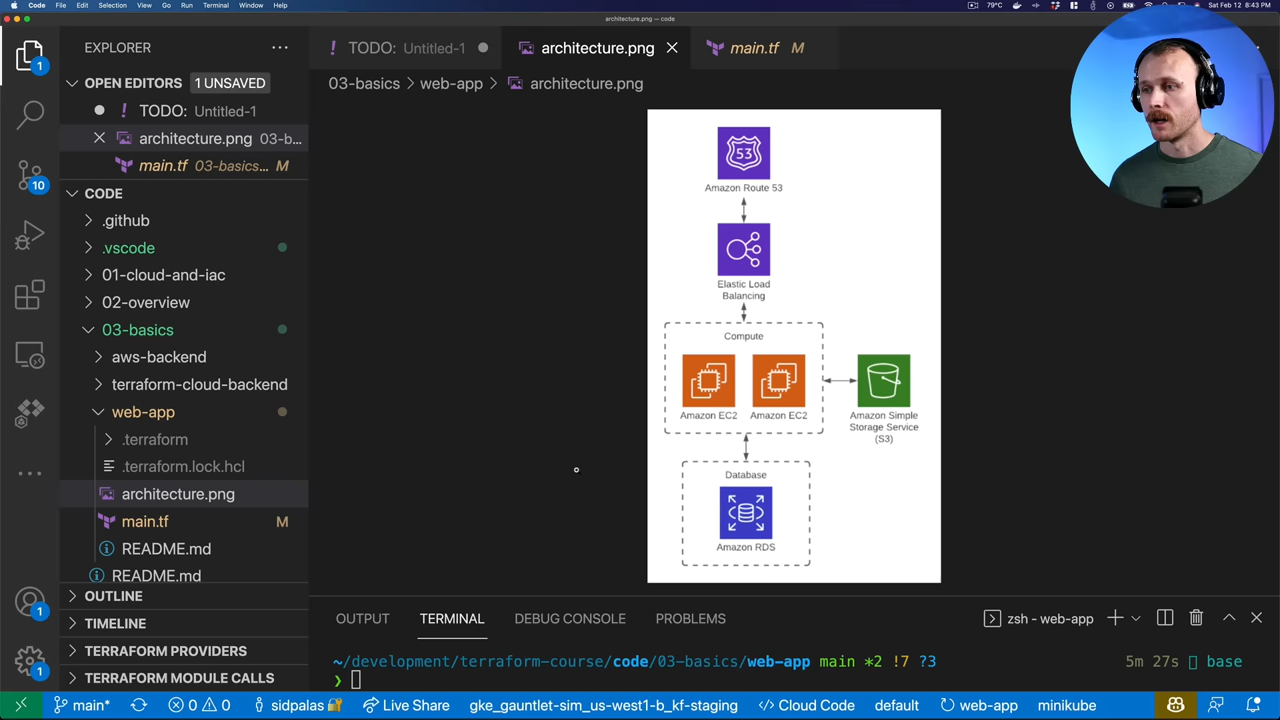 Code File Edit Selection View Go Run Terminal Window Help
79°C
Sat Feb 12 8:43 PM
architecture.png — code
EXPLORER
OPEN EDITORS 1 UNSAVED
! TODO: Untitled-1
architecture.png 03-b...
main.tf 03-basics... M
CODE
.github
.vscode
01-cloud-and-iac
02-overview
03-basics
aws-backend
terraform-cloud-backend
web-app
.terraform
.terraform.lock.hcl
architecture.png
main.tf M
README.md
README.md
OUTLINE
TIMELINE
TERRAFORM PROVIDERS
TERRAFORM MODULE CALLS
1
10
1
1
! TODO: Untitled-1
architecture.png
main.tf M
03-basics > web-app > architecture.png
53
Amazon Route 53
Elastic Load
Balancing
Compute
Amazon EC2
Amazon EC2
Amazon Simple
Storage Service
(S3)
Database
Amazon RDS
OUTPUT TERMINAL DEBUG CONSOLE PROBLEMS
zsh - web-app
~/development/terraform-course/code/03-basics/web-app main *2 !7 ?3
5m 27s base
❯
main* 0 0 sidpalas Live Share gke_gauntlet-sim_us-west1-b_kf-staging Cloud Code default web-app minikube